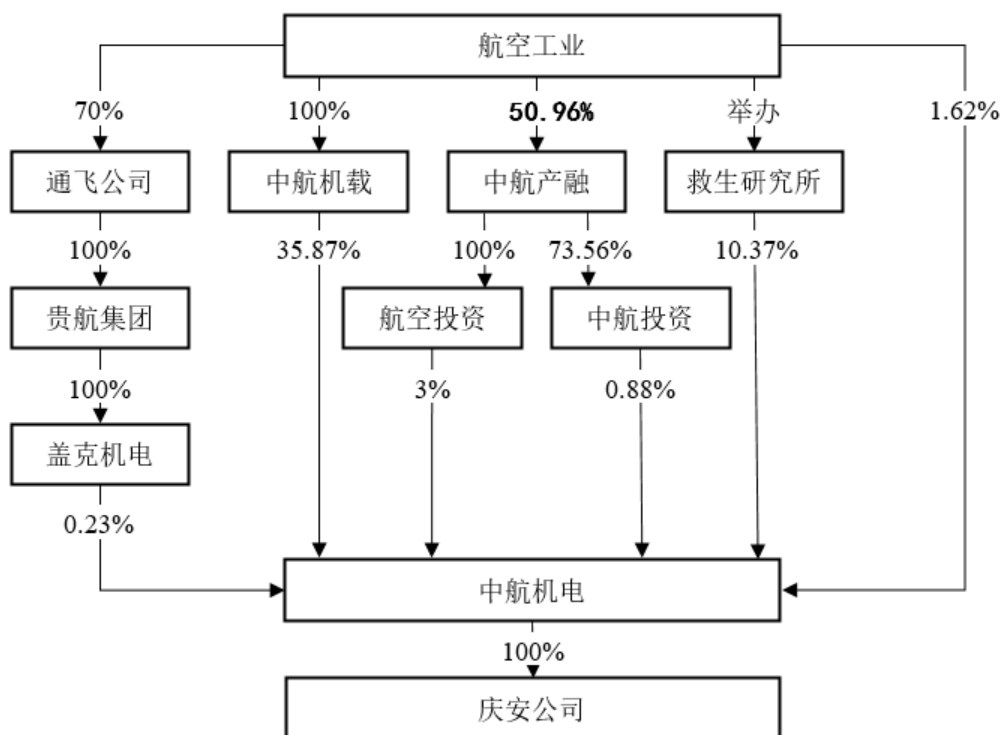 航空工业
70%
100%
50.96%
举办
1.62%
通飞公司
中航机载
中航产融
救生研究所
100%
35.87%
100%
73.56%
10.37%
贵航集团
航空投资
中航投资
100%
3%
0.88%
盖克机电
0.23%
中航机电
100%
庆安公司